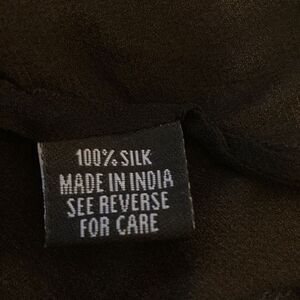 100% SILK
MADE IN INDIA
SEE REVERSE
FOR CARE